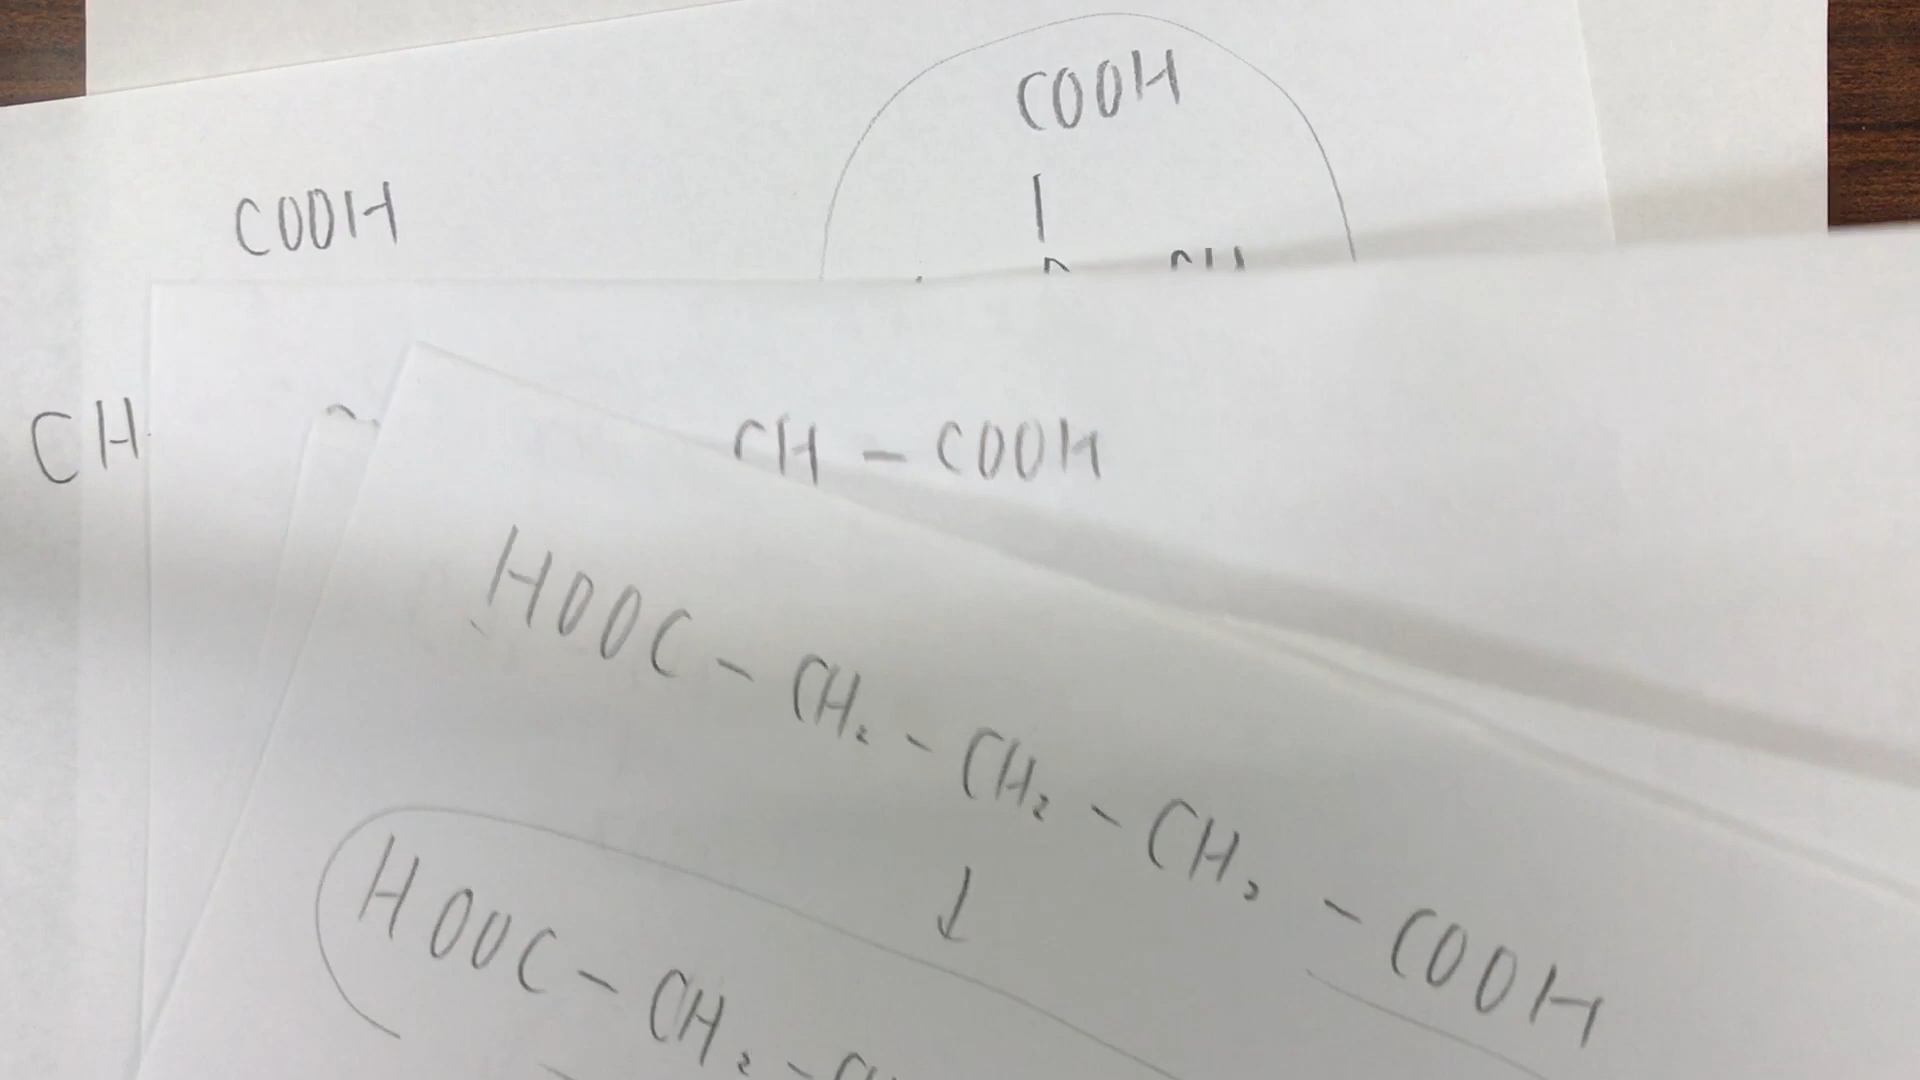 COOH
COOH
CH
CH - COOH
HOOC - CH₂ - CH₂ - CH₂ - COOH
↓
HOOC - CH₂ -